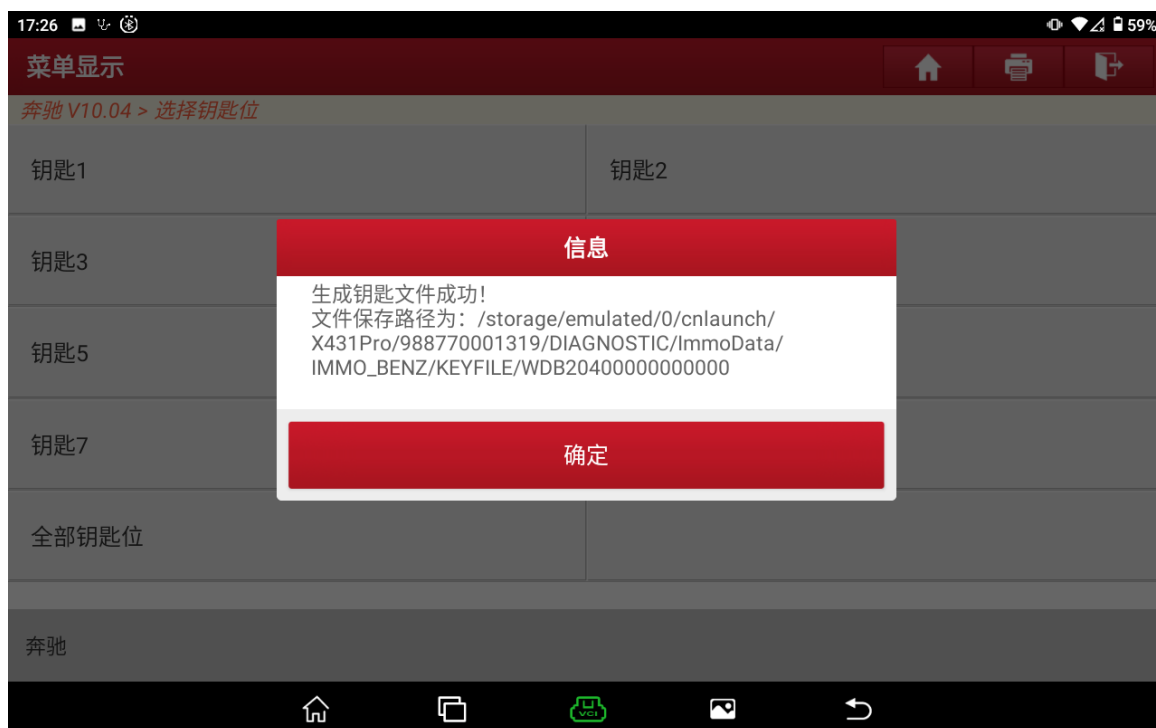 17:26
59%
菜单显示
奔驰 V10.04 > 选择钥匙位
钥匙1
钥匙2
钥匙3
信息
生成钥匙文件成功!
文件保存路径为:/storage/emulated/0/cnlaunch/
X431Pro/988770001319/DIAGNOSTIC/ImmoData/
IMMO_BENZ/KEYFILE/WDB20400000000000
钥匙5
确定
钥匙7
全部钥匙位
奔驰
VCI